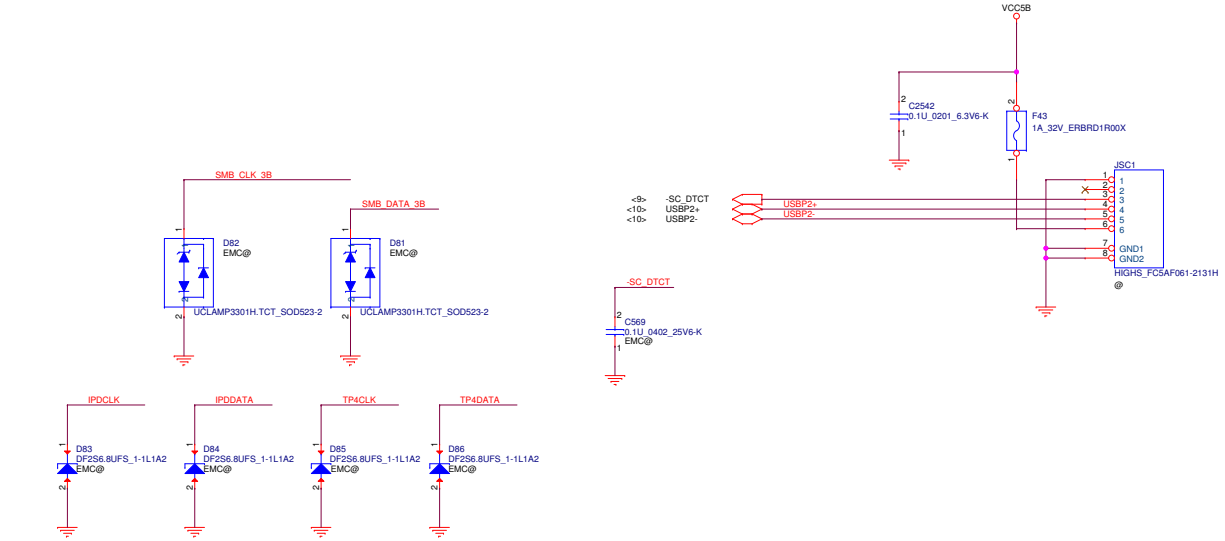 VCC5B
2
C2542
0.1U_0201_6.3V6-K
1
2
F43
1A_32V_ERBRD1R00X
1
JSC1
1 1
2 2
3 3
4 4
5 5
6 6
7 GND1
8 GND2
HIGHS_FC5AF061-2131H
@
<9> -SC_DTCT
<10> USBP2+ USBP2+
<10> USBP2- USBP2-
SMB_CLK_3B
SMB_DATA_3B
1
D82
EMC@
2
UCLAMP3301H.TCT_SOD523-2
2
1
D81
EMC@
2
UCLAMP3301H.TCT_SOD523-2
2
-SC_DTCT
2
C569
0.1U_0402_25V6-K
EMC@
1
IPDCLK
1
D83
DF2S6.8UFS_1-1L1A2
EMC@
2
IPDDATA
1
D84
DF2S6.8UFS_1-1L1A2
EMC@
2
TP4CLK
1
D85
DF2S6.8UFS_1-1L1A2
EMC@
2
TP4DATA
1
D86
DF2S6.8UFS_1-1L1A2
EMC@
2